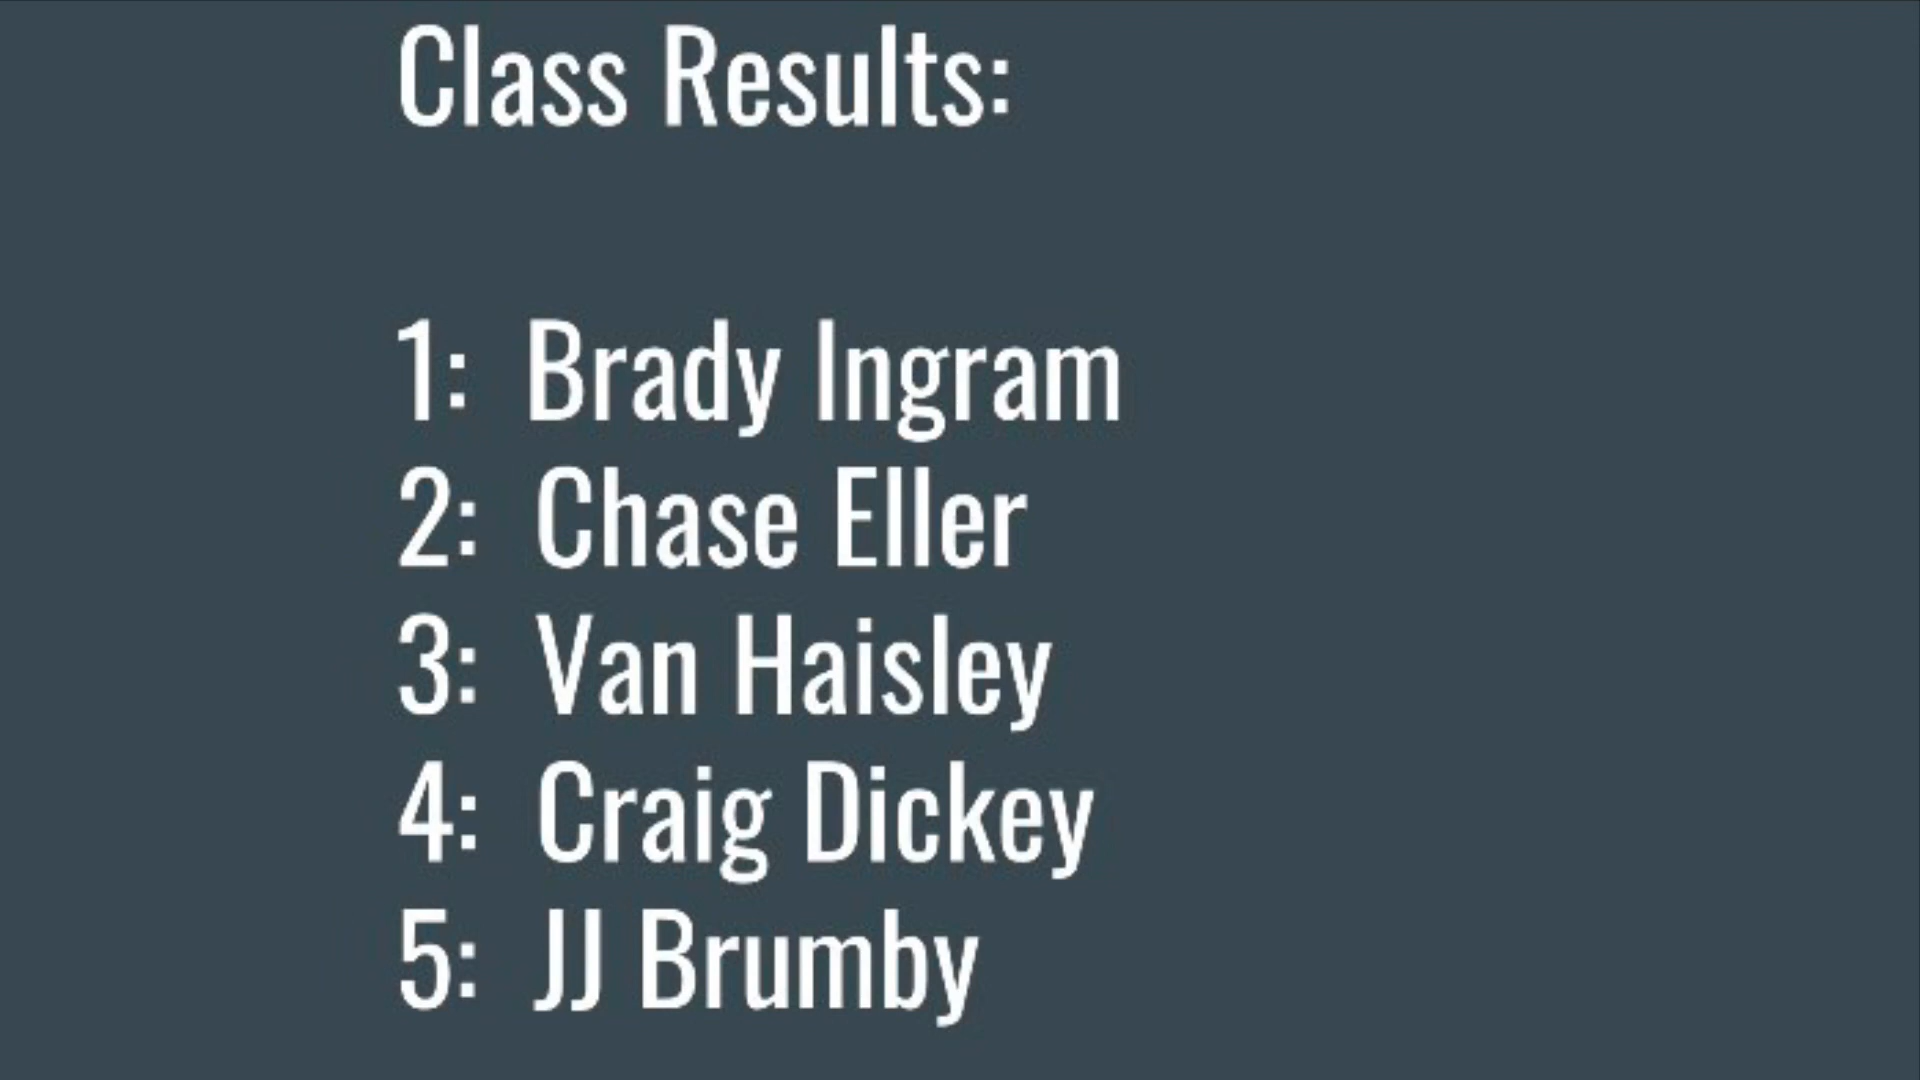 Class Results:
1: Brady Ingram
2: Chase Eller
3: Van Haisley
4: Craig Dickey
5: JJ Brumby